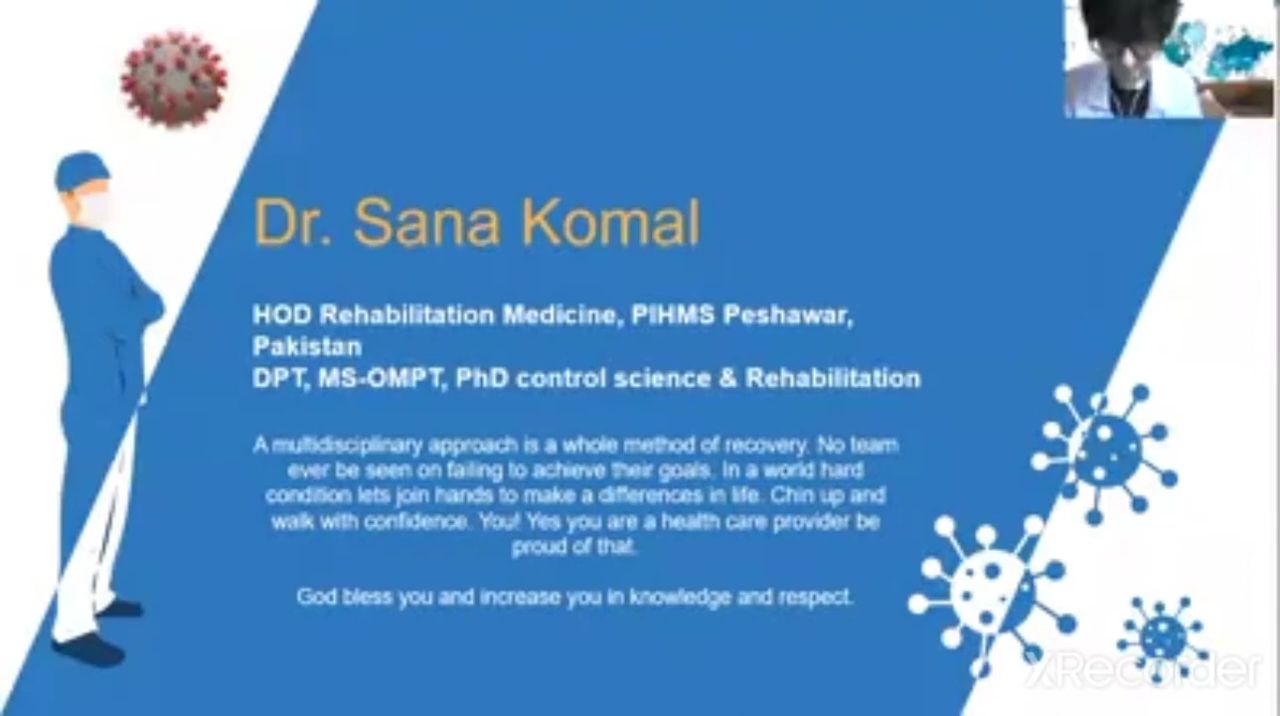 Dr. Sana Komal
HOD Rehabilitation Medicine, PIHMS Peshawar,
Pakistan
DPT, MS-OMPT, PhD control science & Rehabilitation
A multidisciplinary approach is a whole method of recovery. No team
ever be seen on failing to achieve their goals. In a world hard
condition lets join hands to make a differences in life. Chin up and
walk with confidence. You! Yes you are a health care provider be
proud of that.
God bless you and increase you in knowledge and respect.
XRecorder